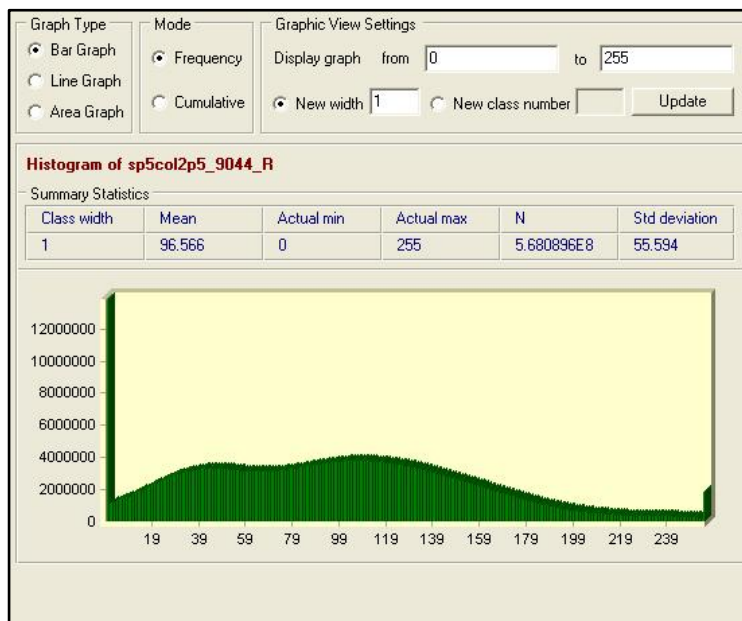 Graph Type
Bar Graph
Line Graph
Area Graph
Mode
Frequency
Cumulative
Graphic View Settings
Display graph from 0 to 255
New width 1 New class number Update
Histogram of sp5col2p5_9044_R
Summary Statistics
Class width Mean Actual min Actual max N Std deviation
1 96.566 0 255 5.680896E8 55.594
12000000
10000000
8000000
6000000
4000000
2000000
0
19 39 59 79 99 119 139 159 179 199 219 239